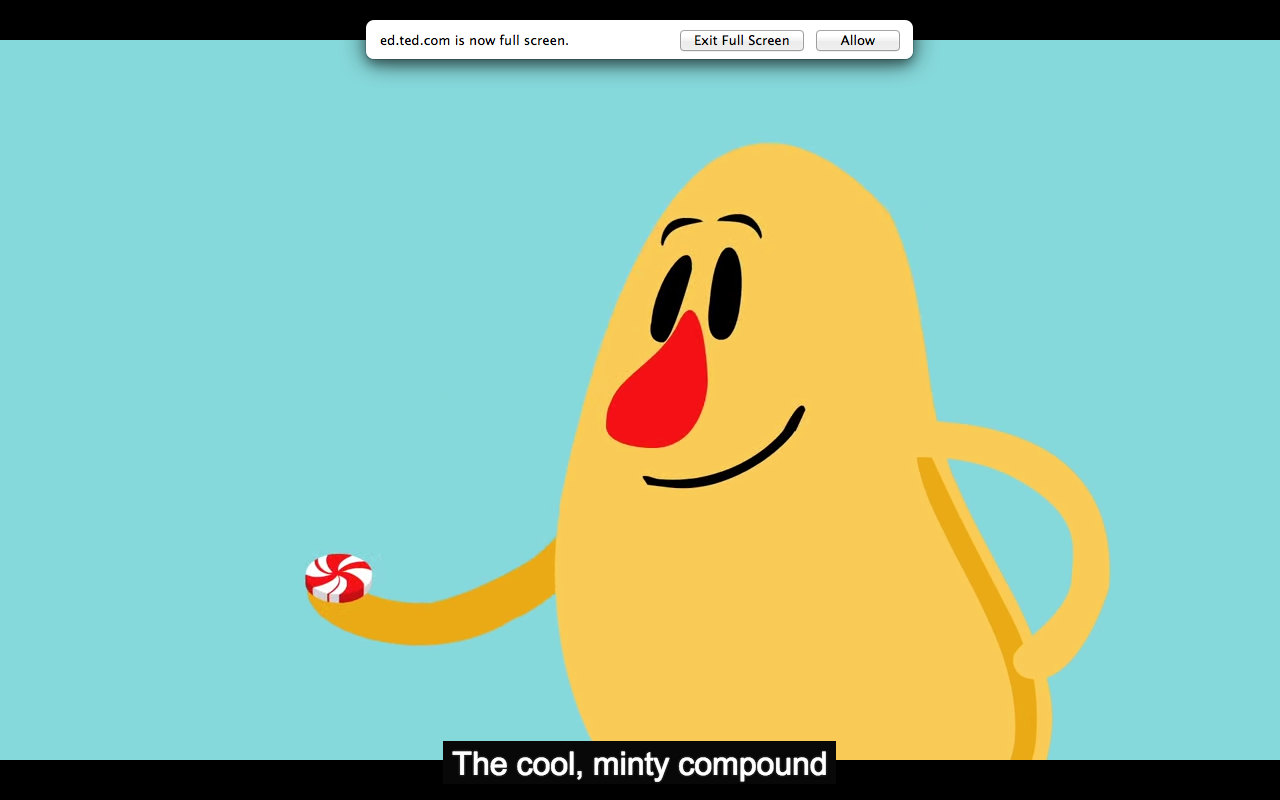 ed.ted.com is now full screen. Exit Full Screen Allow
The cool, minty compound